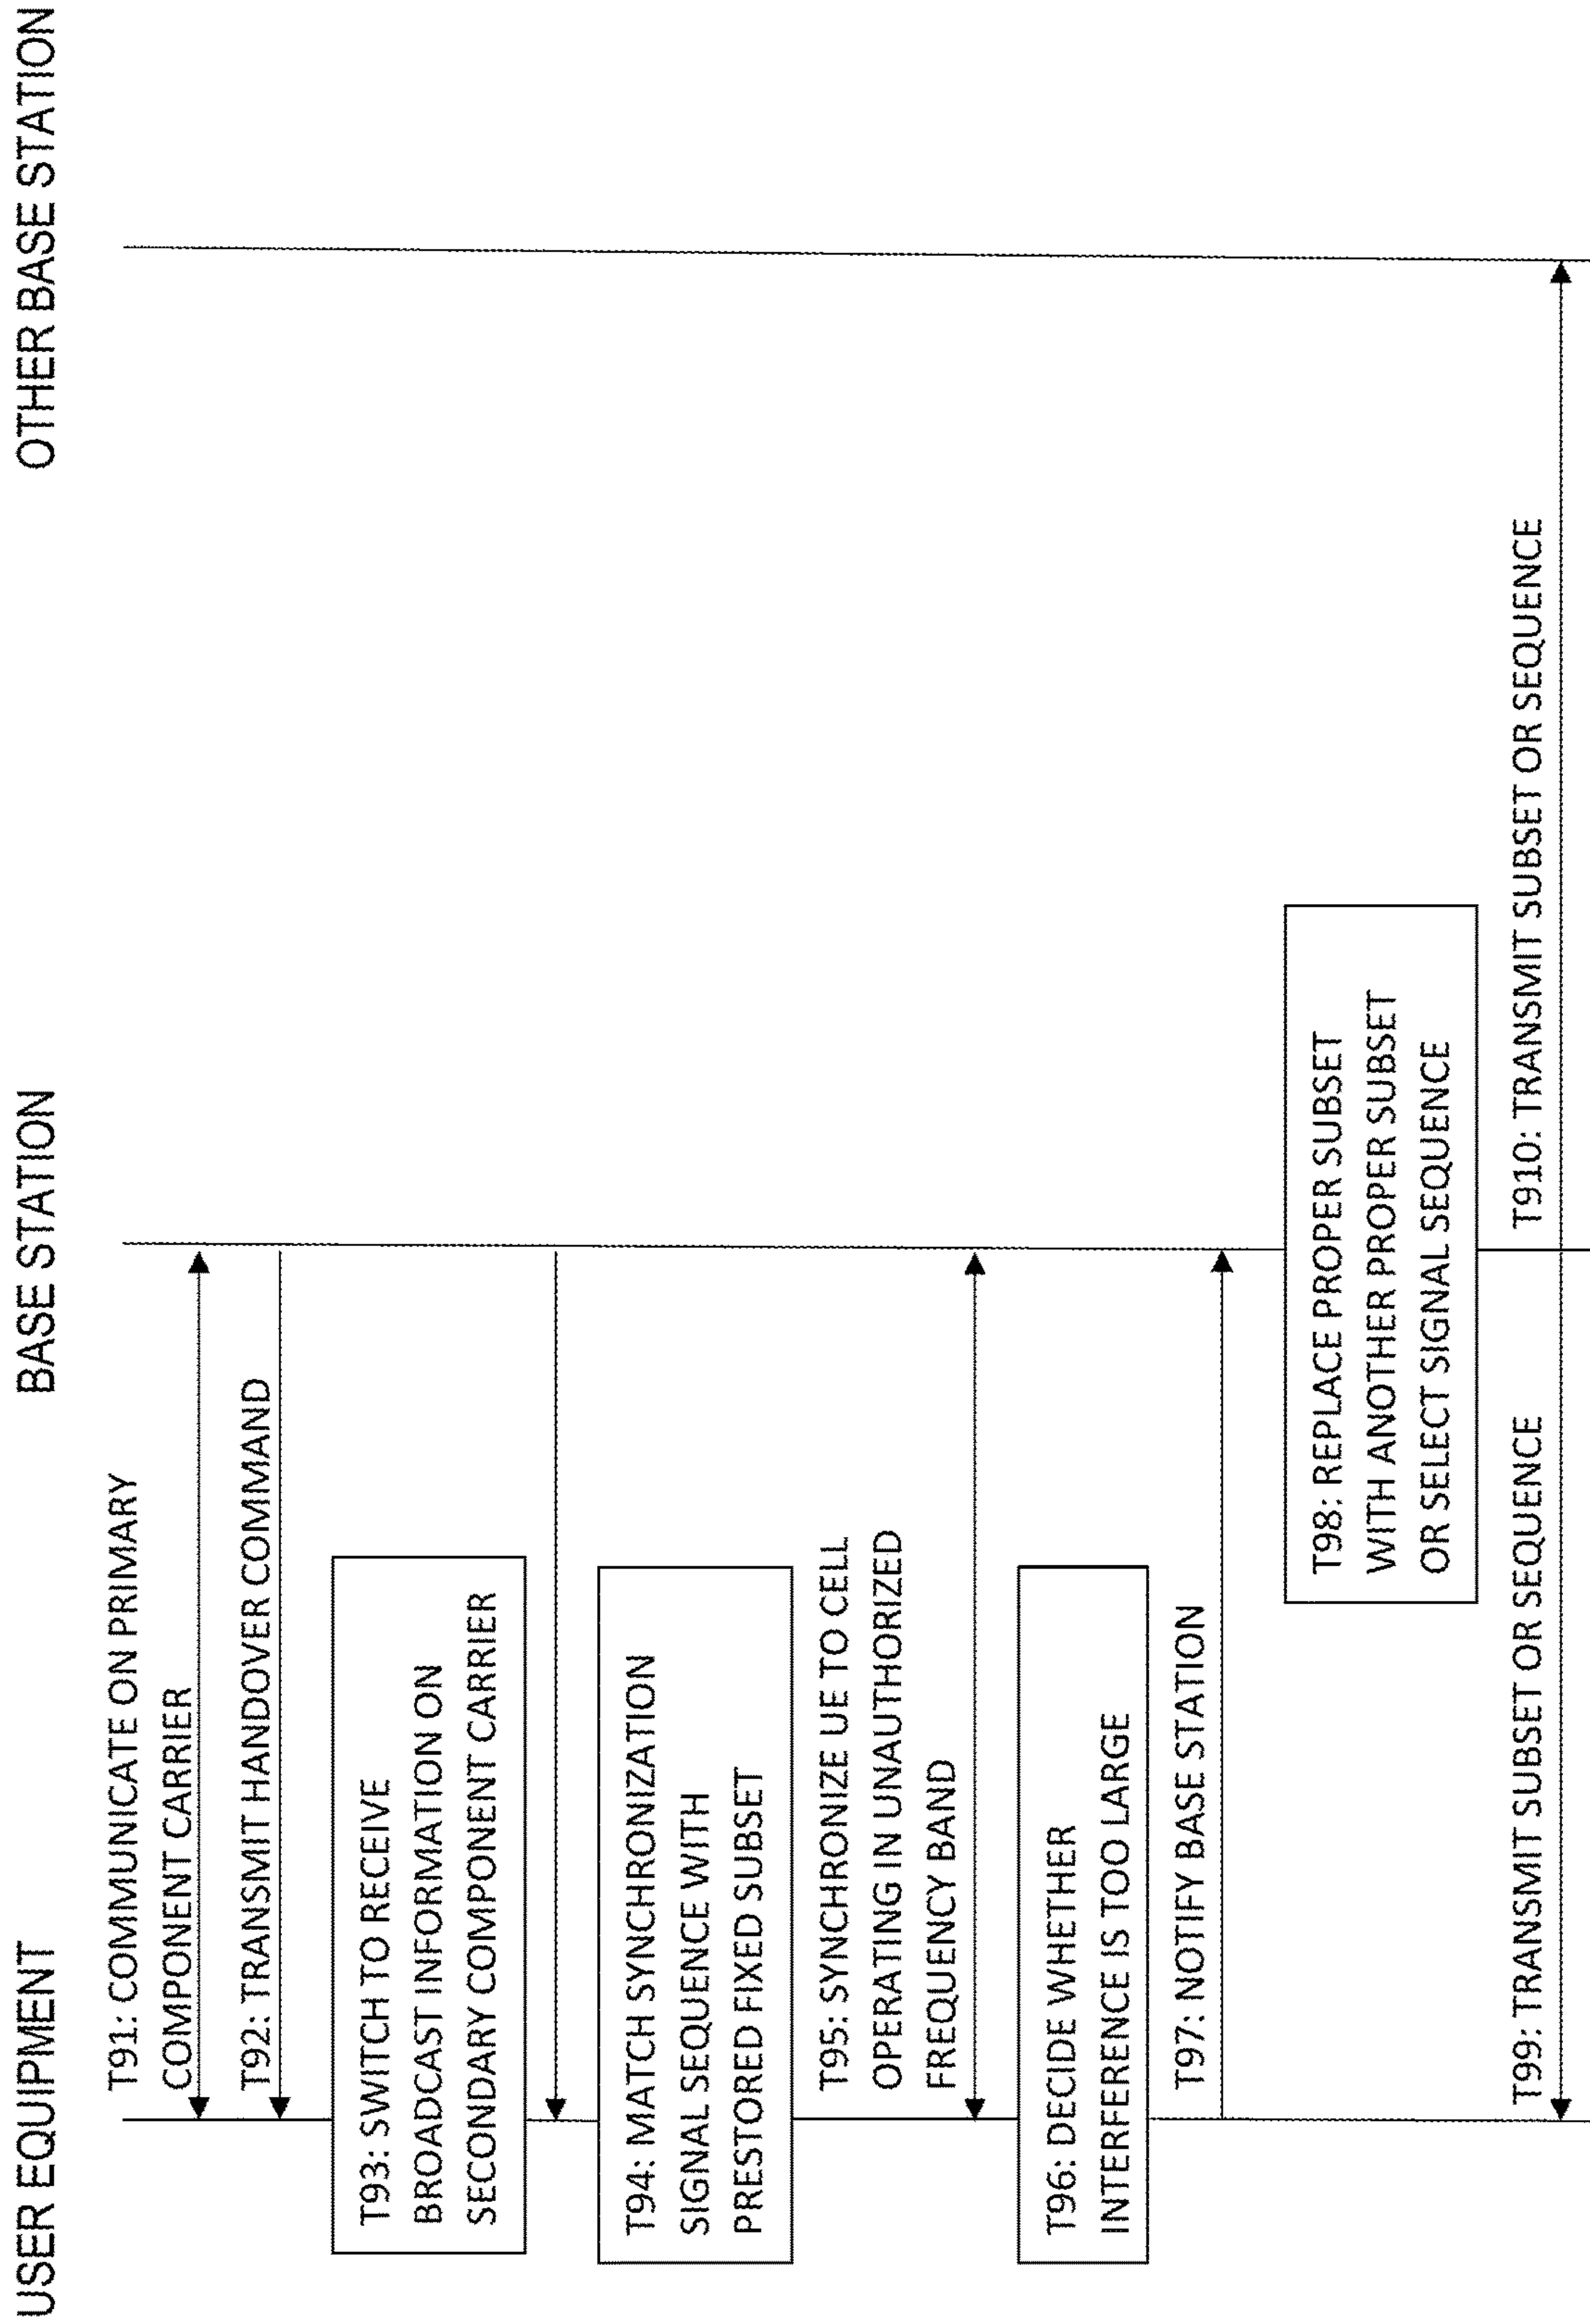 USER EQUIPMENT
BASE STATION
OTHER BASE STATION
T91: COMMUNICATE ON PRIMARY
COMPONENT CARRIER
T92: TRANSMIT HANDOVER COMMAND
T93: SWITCH TO RECEIVE
BROADCAST INFORMATION ON
SECONDARY COMPONENT CARRIER
T94: MATCH SYNCHRONIZATION
SIGNAL SEQUENCE WITH
PRESTORED FIXED SUBSET
T95: SYNCHRONIZE UE TO CELL
OPERATING IN UNAUTHORIZED
FREQUENCY BAND
T96: DECIDE WHETHER
INTERFERENCE IS TOO LARGE
T97: NOTIFY BASE STATION
T98: REPLACE PROPER SUBSET
WITH ANOTHER PROPER SUBSET
OR SELECT SIGNAL SEQUENCE
T99: TRANSMIT SUBSET OR SEQUENCE
T910: TRANSMIT SUBSET OR SEQUENCE